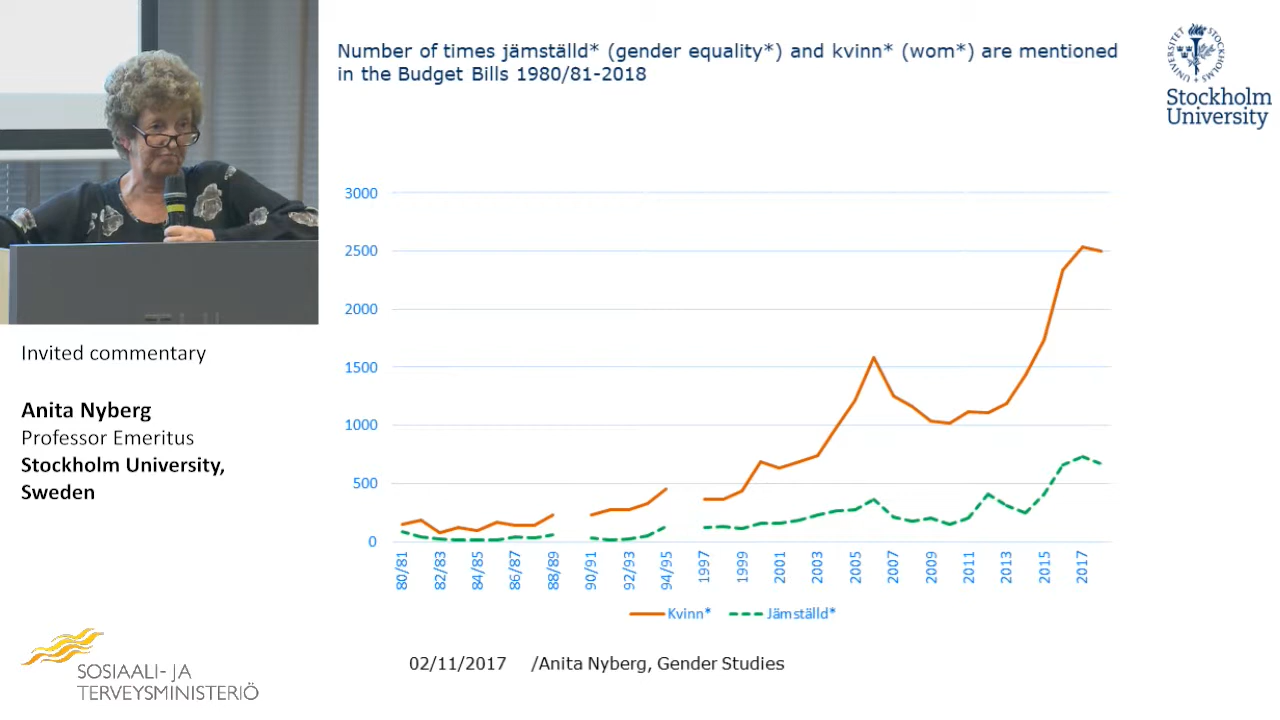 Number of times jämställd* (gender equality*) and kvinn* (wom*) are mentioned
in the Budget Bills 1980/81-2018
UNIVERSITET
STOCKHOLMS
Stockholm
University
3000
2500
2000
1500
1000
500
0
80/81
82/83
84/85
86/87
88/89
90/91
92/93
94/95
1997
1999
2001
2003
2005
2007
2009
2011
2013
2015
2017
Kvinn*
Jämställd*
02/11/2017 /Anita Nyberg, Gender Studies
Invited commentary
Anita Nyberg
Professor Emeritus
Stockholm University,
Sweden
SOSIAALI- JA
TERVEYSMINISTERIÖ